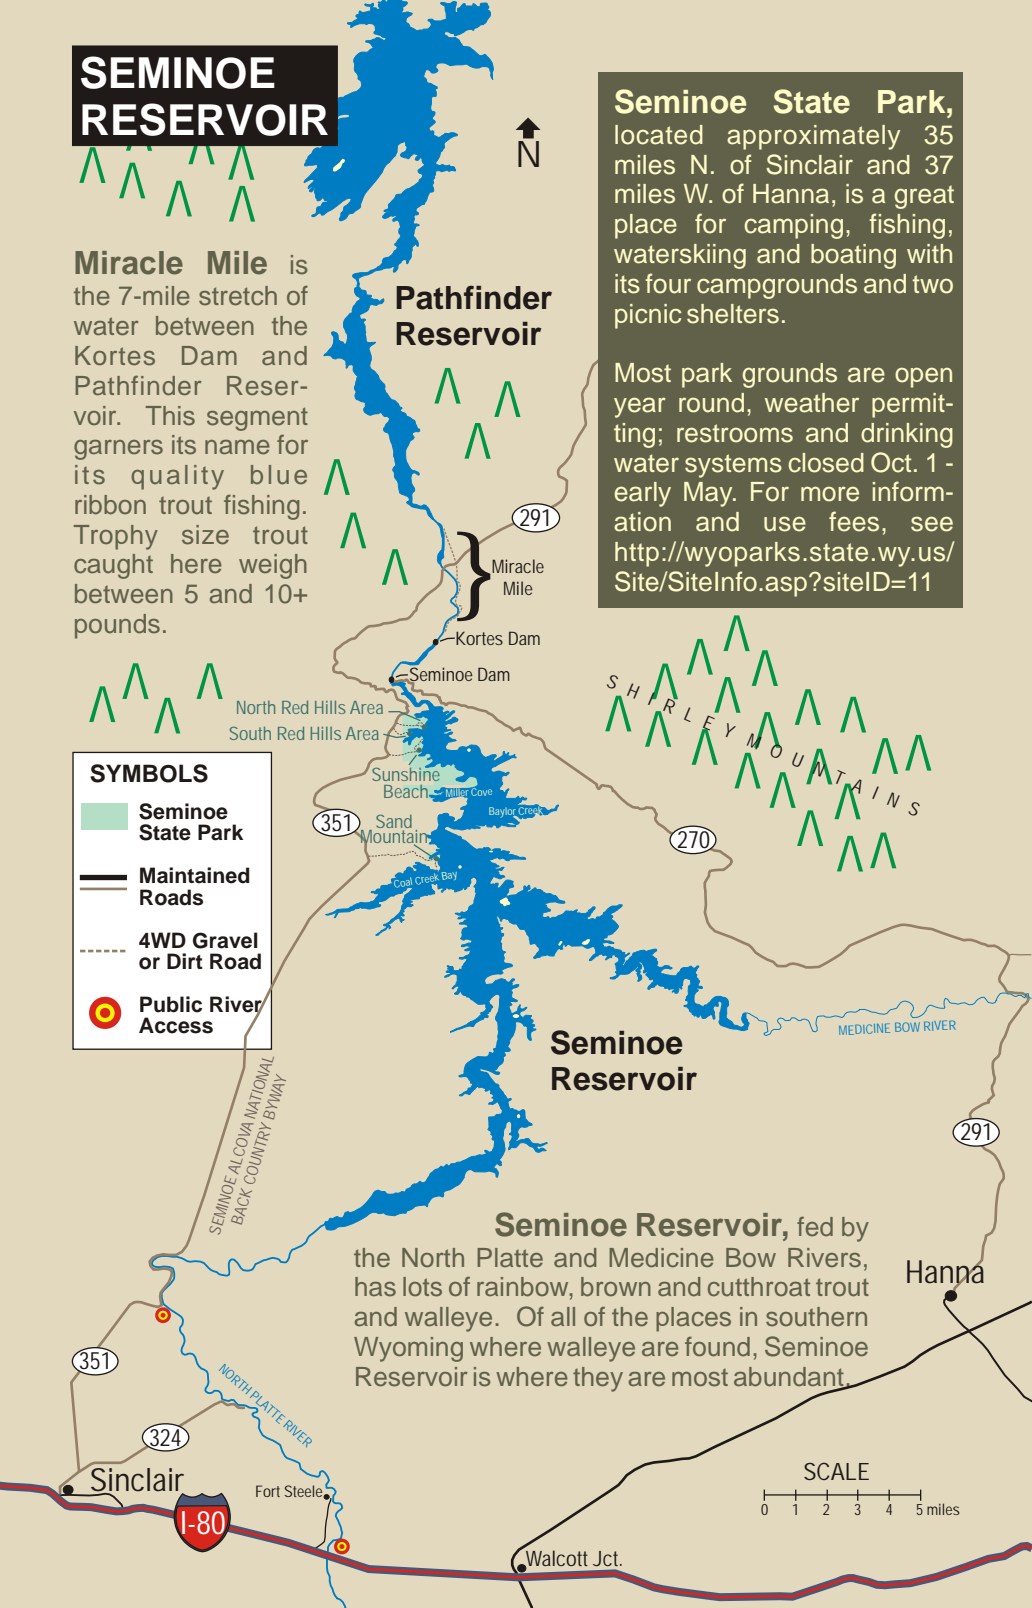 SEMINOE
RESERVOIR
N
Seminoe State Park,
located approximately 35
miles N. of Sinclair and 37
miles W. of Hanna, is a great
place for camping, fishing,
waterskiing and boating with
its four campgrounds and two
picnic shelters.
Most park grounds are open
year round, weather permit-
ting; restrooms and drinking
water systems closed Oct. 1 -
early May. For more inform-
ation and use fees, see
http://wyoparks.state.wy.us/
Site/SiteInfo.asp?siteID=11
Miracle Mile is
the 7-mile stretch of
water between the
Kortes Dam and
Pathfinder Reser-
voir. This segment
garners its name for
its quality blue
ribbon trout fishing.
Trophy size trout
caught here weigh
between 5 and 10+
pounds.
Pathfinder
Reservoir
291
Miracle
Mile
Kortes Dam
Seminoe Dam
North Red Hills Area
South Red Hills Area
Sunshine
Beach
Miller Cove
Baylor Creek
SHIRLEY MOUNTAINS
351
Sand
Mountain
270
Coal Creek Bay
SYMBOLS
Seminoe
State Park
Maintained
Roads
4WD Gravel
or Dirt Road
Public River
Access
SEMINOE ALCOVA NATIONAL
BACK COUNTRY BYWAY
Seminoe
Reservoir
MEDICINE BOW RIVER
291
Seminoe Reservoir, fed by
the North Platte and Medicine Bow Rivers,
has lots of rainbow, brown and cutthroat trout
and walleye. Of all of the places in southern
Wyoming where walleye are found, Seminoe
Reservoir is where they are most abundant.
Hanna
351
NORTH PLATTE RIVER
324
Sinclair
Fort Steele
I-80
SCALE
0 1 2 3 4 5 miles
Walcott Jct.